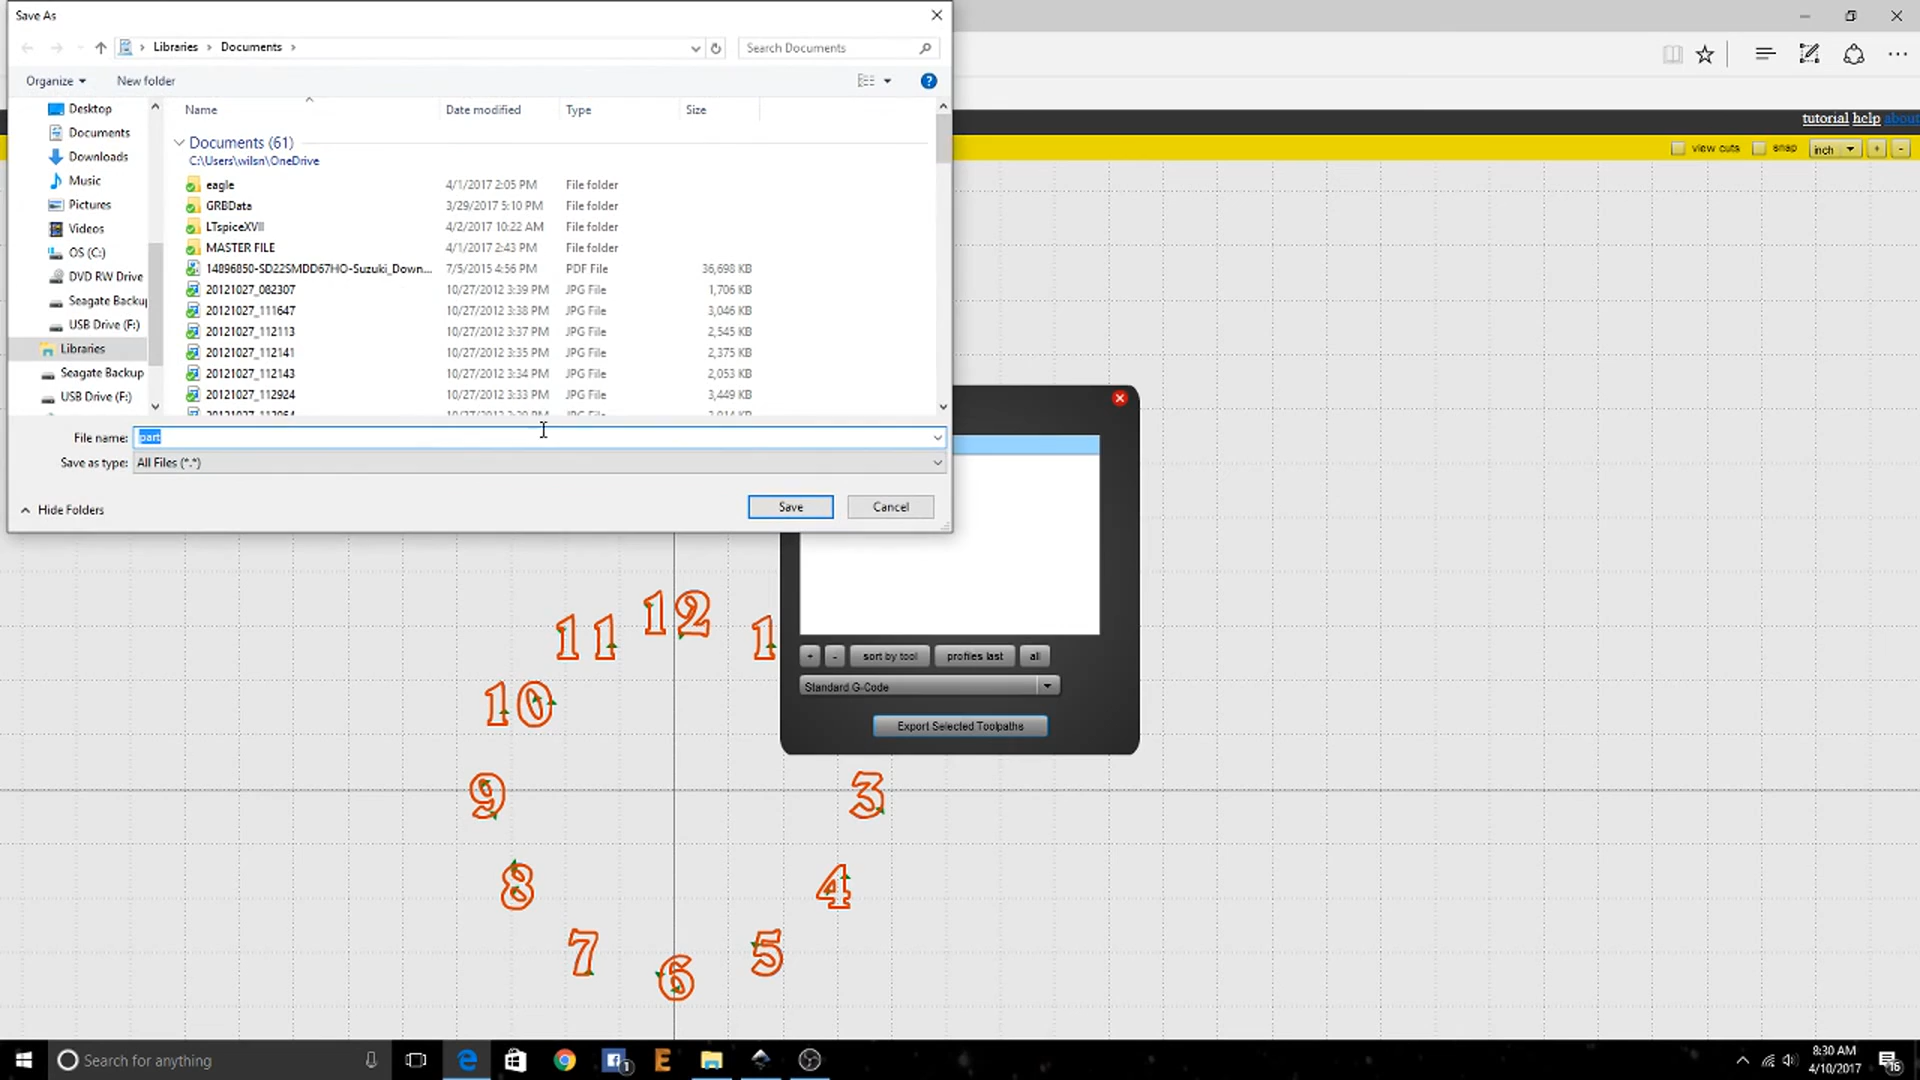 Save As
Libraries > Documents >
Search Documents
Organize
New folder
Desktop
Documents
Downloads
Music
Pictures
Videos
OS (C:)
DVD RW Drive
Seagate Backup
USB Drive (F:)
Libraries
Seagate Backup
USB Drive (F:)
Name Date modified Type Size
Documents (61)
C:\Users\wilsn\OneDrive
eagle 4/1/2017 2:05 PM File folder
GRBData 3/29/2017 5:10 PM File folder
LTspiceXVII 4/2/2017 10:22 AM File folder
MASTER FILE 4/1/2017 2:43 PM File folder
14896850-SD22SMDD67HO-Suzuki_Down... 7/5/2015 4:56 PM PDF File 36,698 KB
20121027_082307 10/27/2012 3:39 PM JPG File 1,706 KB
20121027_111647 10/27/2012 3:38 PM JPG File 3,046 KB
20121027_112113 10/27/2012 3:37 PM JPG File 2,545 KB
20121027_112141 10/27/2012 3:35 PM JPG File 2,375 KB
20121027_112143 10/27/2012 3:34 PM JPG File 2,053 KB
20121027_112924 10/27/2012 3:33 PM JPG File 3,449 KB
File name: part
Save as type: All Files (*.*)
Hide Folders
Save
Cancel
tutorial help about
view cuts snap inch + -
+ - sort by tool profiles last all
Standard G-Code
Export Selected Toolpaths
12
11
1
10
9
3
8
4
7
5
6
Search for anything
1
8:30 AM
4/10/2017
16